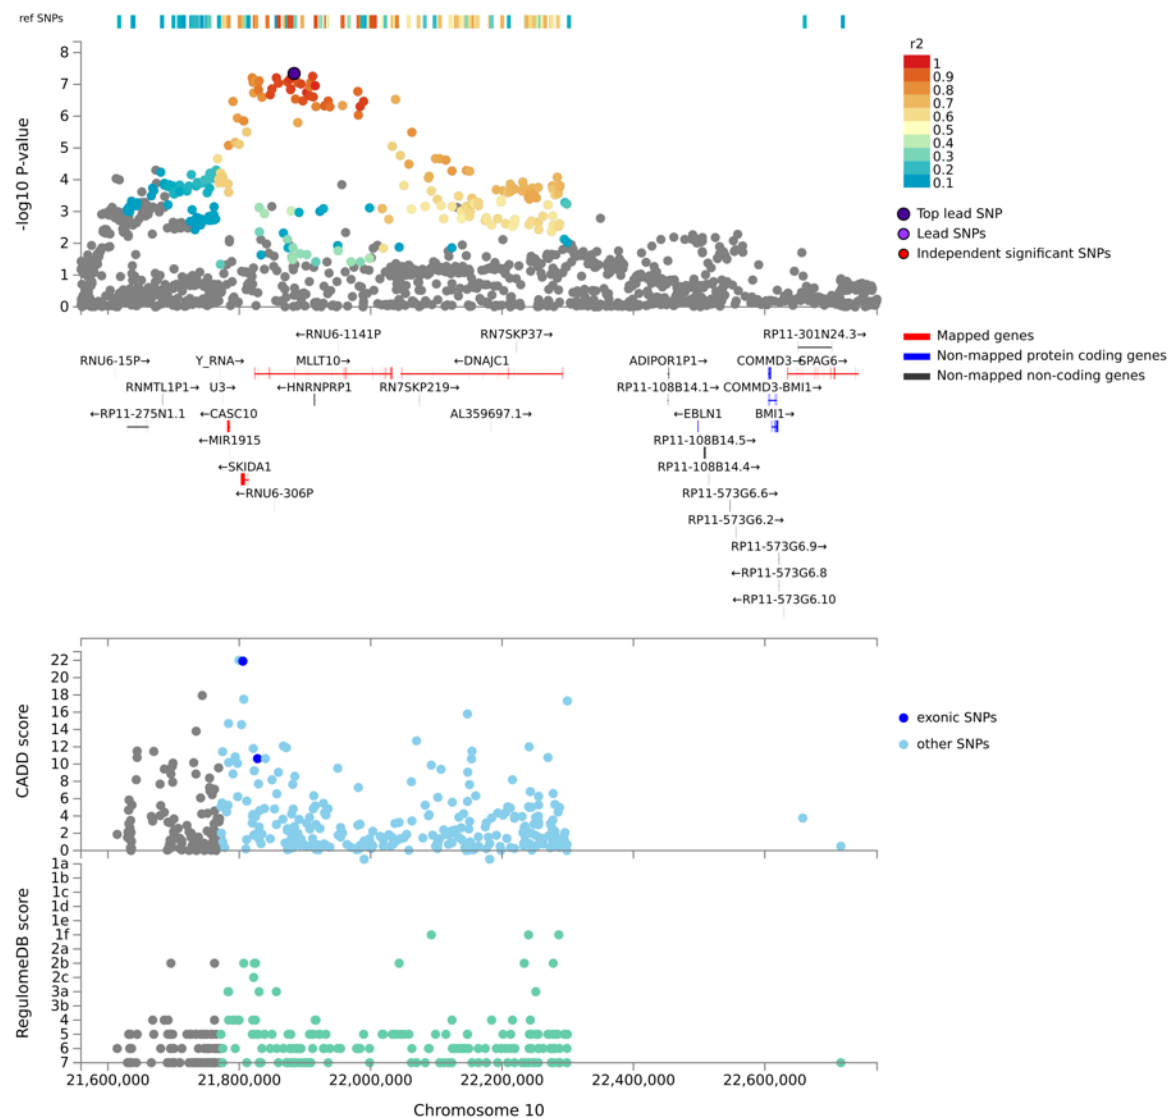 ref SNPs
8
7
6
5
4
3
2
1
0
-log10 P-value
r2
1
0.9
0.8
0.7
0.6
0.5
0.4
0.3
0.2
0.1
Top lead SNP
Lead SNPs
Independent significant SNPs
←RNU6-1141P RN7SKP37→ RP11-301N24.3→
RNU6-15P→ Y_RNA→ MLLT10→ ←DNAJC1 ADIPOR1P1→ COMMD3→ SPAG6→
RNMTL1P1→ U3→ ←HNRNPRP1 RN7SKP219→ RP11-108B14.1→ COMMD3-BMI1→
←RP11-275N1.1 ←CASC10 AL359697.1→ ←EBLN1 BMI1→
←MIR1915 RP11-108B14.5→
←SKIDA1 RP11-108B14.4→
←RNU6-306P RP11-573G6.6→
RP11-573G6.2→
RP11-573G6.9→
←RP11-573G6.8
←RP11-573G6.10
Mapped genes
Non-mapped protein coding genes
Non-mapped non-coding genes
22
20
18
16
14
12
10
8
6
4
2
0
CADD score
exonic SNPs
other SNPs
1a
1b
1c
1d
1e
1f
2a
2b
2c
3a
3b
4
5
6
7
RegulomeDB score
21,600,000 21,800,000 22,000,000 22,200,000 22,400,000 22,600,000
Chromosome 10